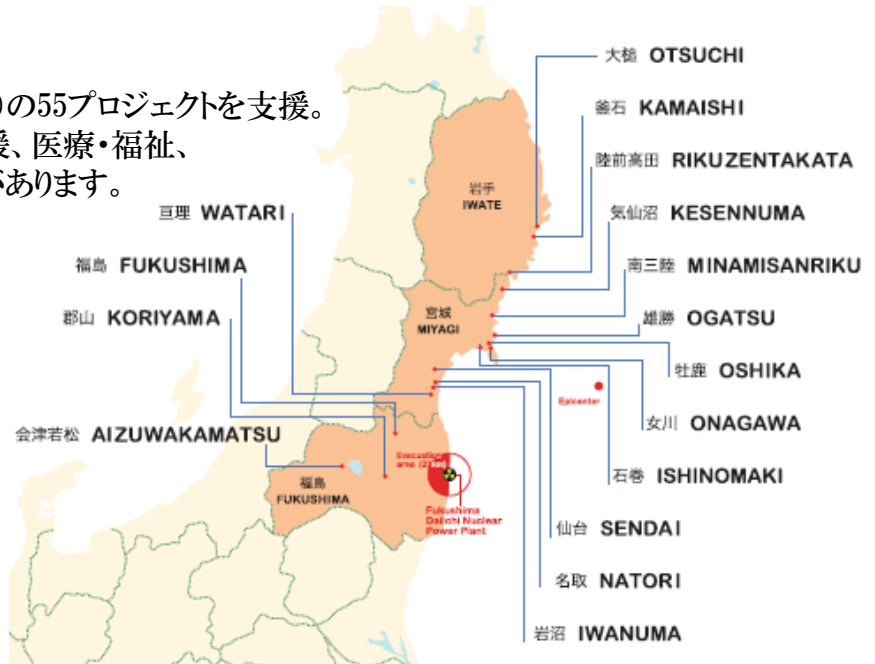 の55プロジェクトを支援。
、医療・福祉、
があります。
大槌 OTSUCHI
釜石 KAMAISHI
陸前高田 RIKUZENTAKATA
気仙沼 KESENNUMA
南三陸 MINAMISANRIKU
雄勝 OGATSU
牡鹿 OSHIKA
女川 ONAGAWA
石巻 ISHINOMAKI
仙台 SENDAI
名取 NATORI
岩沼 IWANUMA
亘理 WATARI
福島 FUKUSHIMA
郡山 KORIYAMA
会津若松 AIZUWAKAMATSU
岩手
IWATE
宮城
MIYAGI
福島
FUKUSHIMA
Epicenter
Evacuation
area (20km)
Fukushima
Daiichi Nuclear
Power Plant